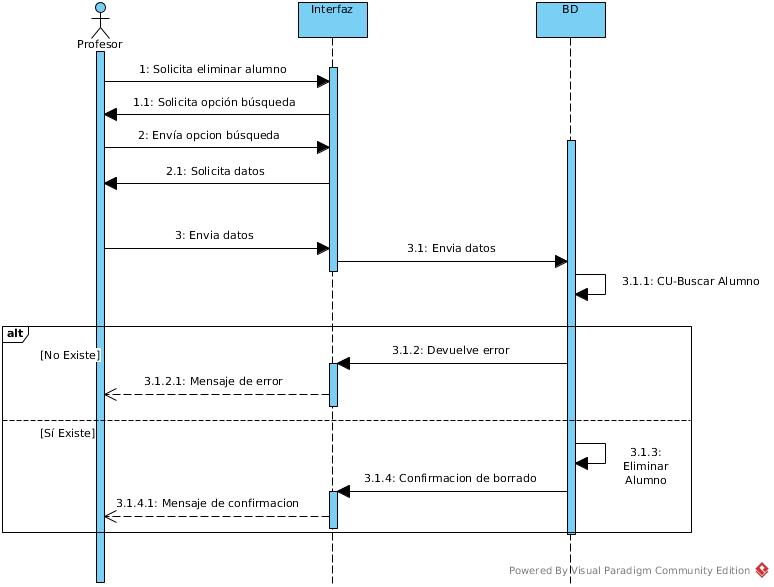 Profesor
Interfaz
BD
1: Solicita eliminar alumno
1.1: Solicita opción búsqueda
2: Envía opcion búsqueda
2.1: Solicita datos
3: Envia datos
3.1: Envia datos
3.1.1: CU-Buscar Alumno
alt
[No Existe]
3.1.2: Devuelve error
3.1.2.1: Mensaje de error
[Sí Existe]
3.1.3:
Eliminar
Alumno
3.1.4: Confirmacion de borrado
3.1.4.1: Mensaje de confirmacion
Powered By Visual Paradigm Community Edition